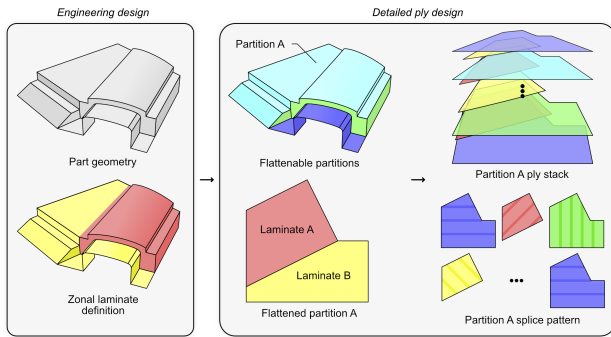 Engineering design
Detailed ply design
Part geometry
Zonal laminate
definition
Partition A
Flattenable partitions
Laminate A
Laminate B
Flattened partition A
Partition A ply stack
Partition A splice pattern